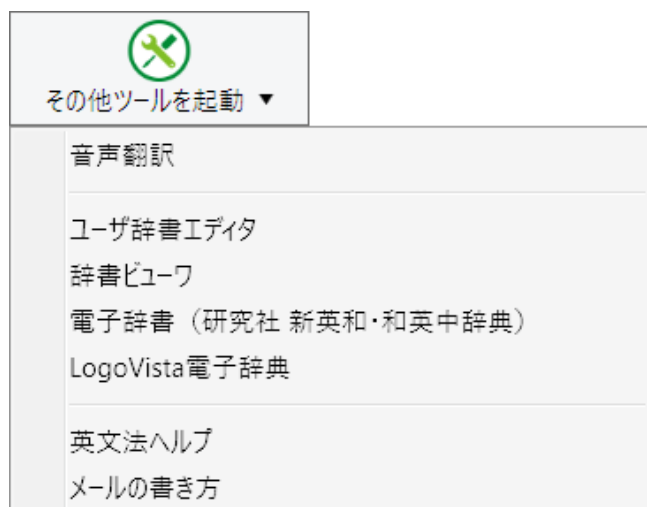 その他ツールを起動 ▼
音声翻訳
ユーザ辞書エディタ
辞書ビューワ
電子辞書（研究社 新英和・和英中辞典）
LogoVista電子辞典
英文法ヘルプ
メールの書き方